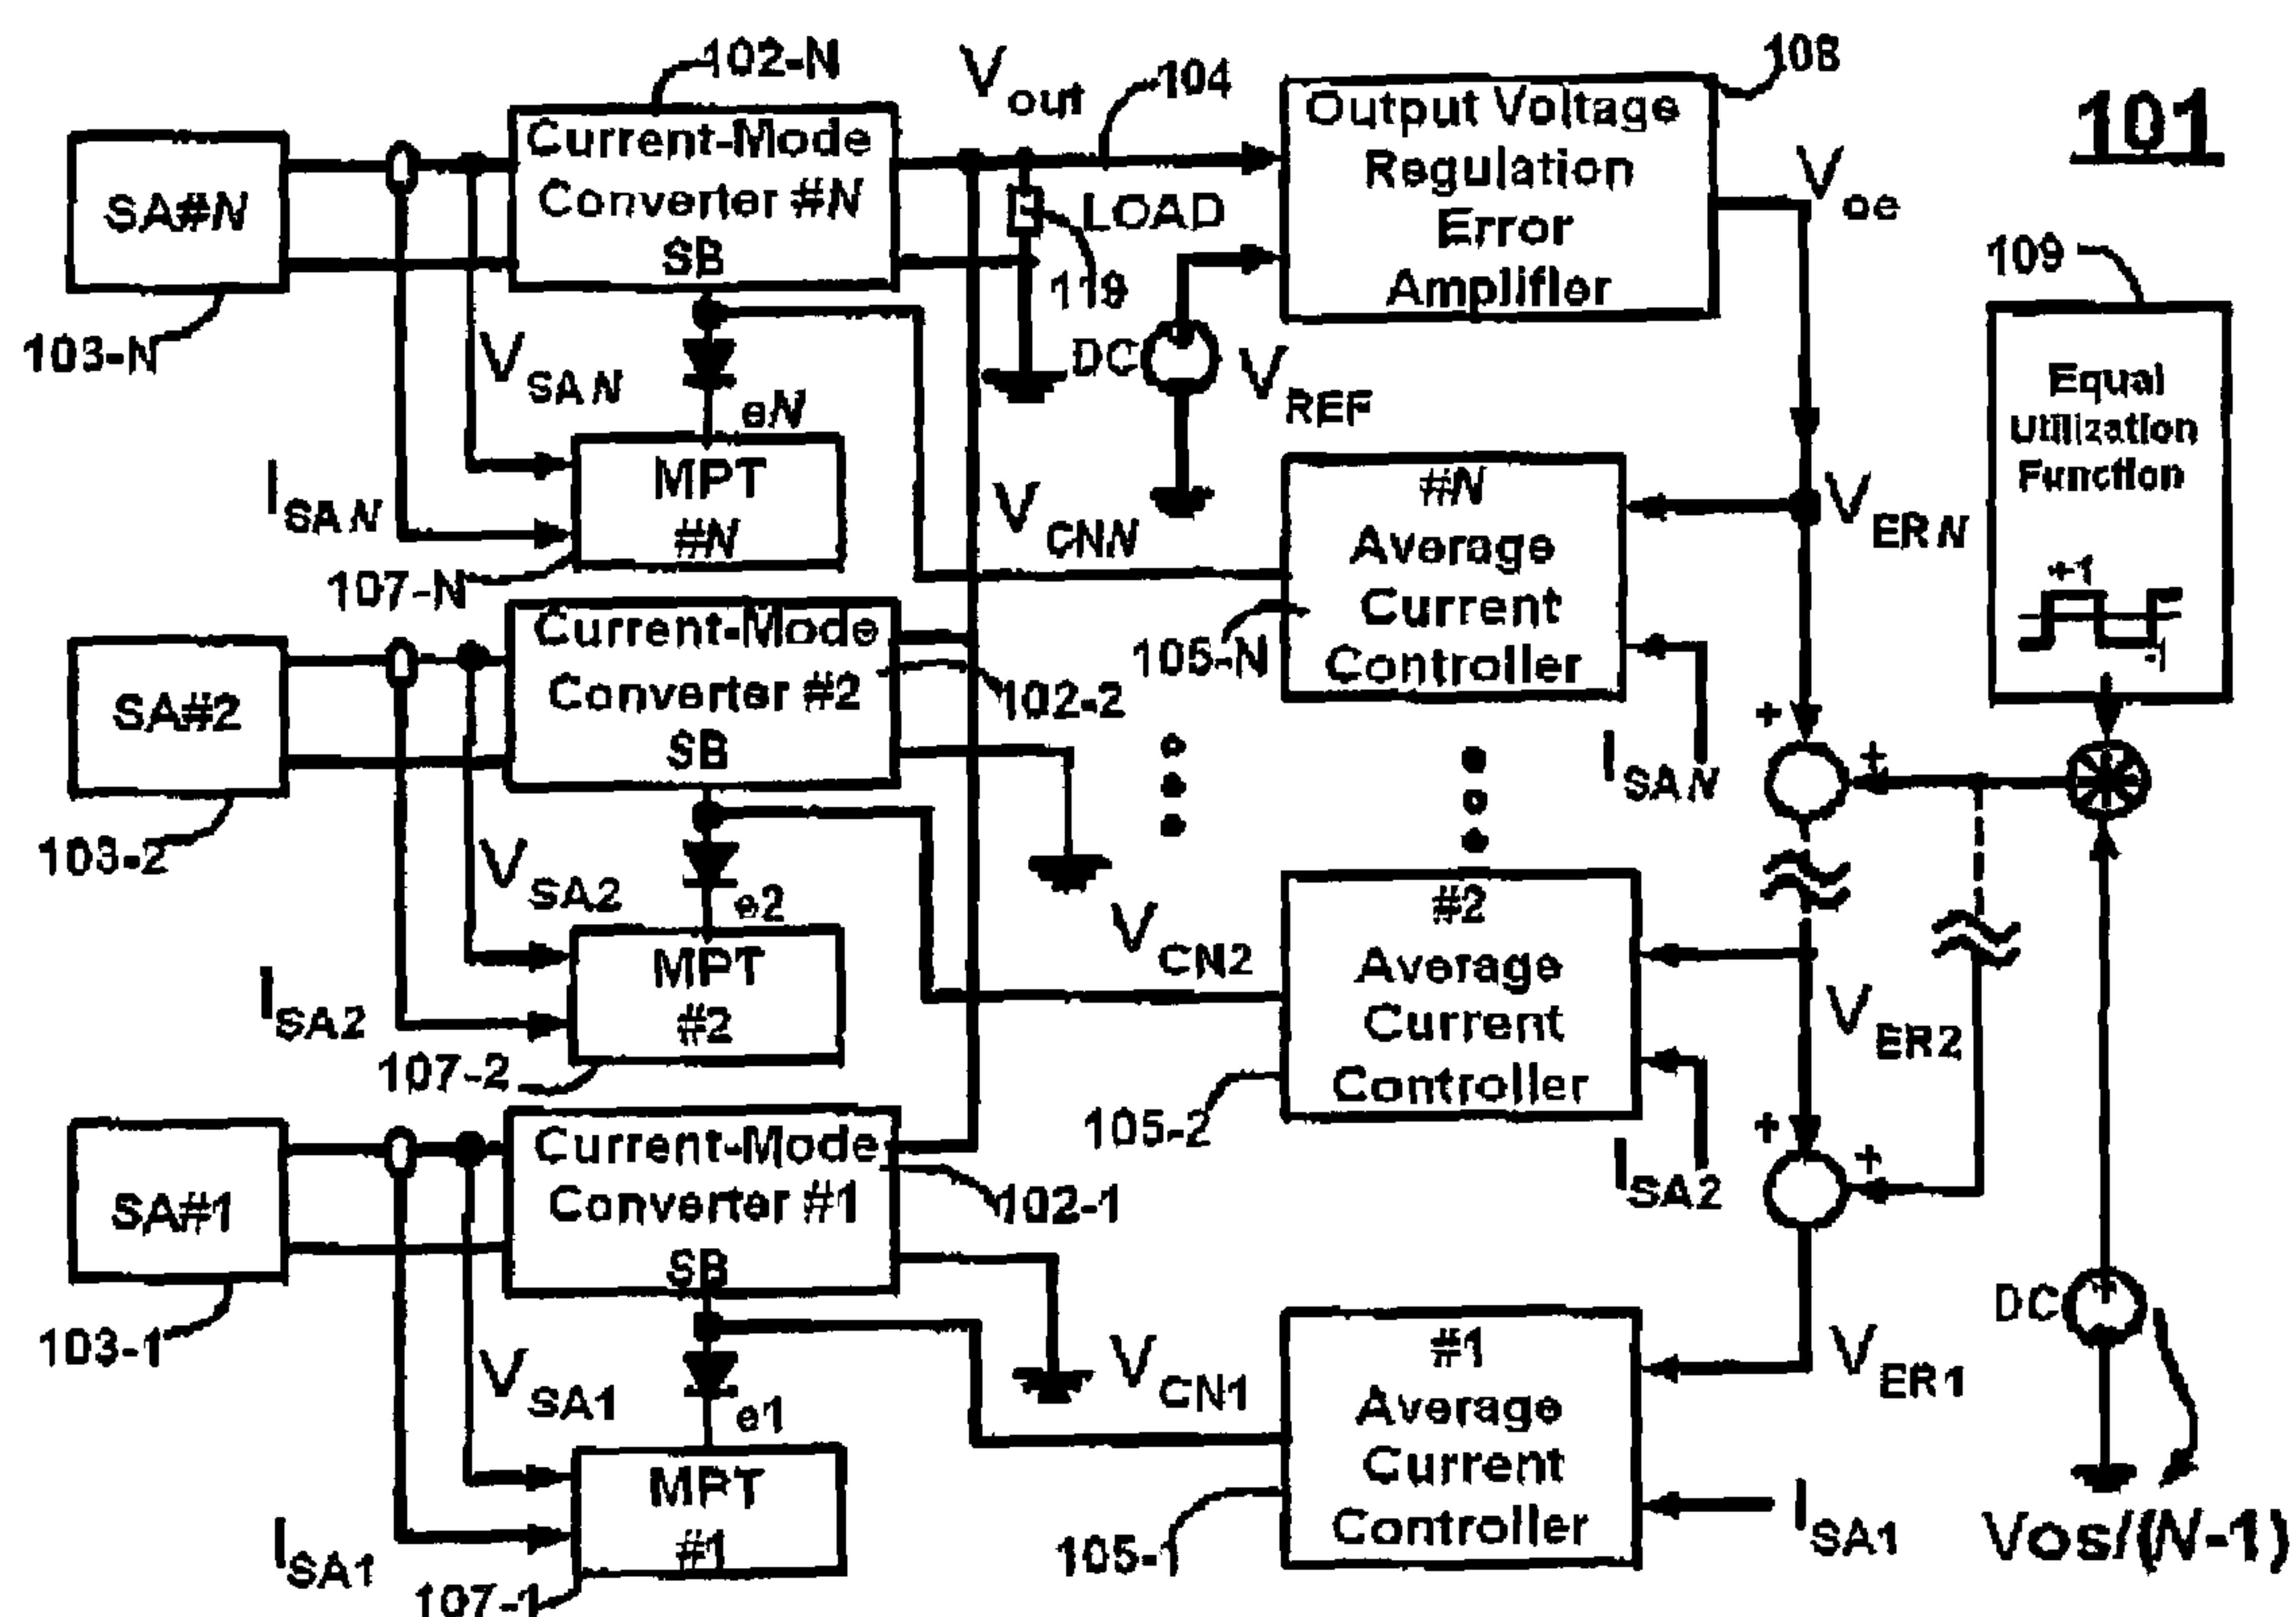 102-N
V out
104
108
101
Current-Mode
Converter #N
SB
SA#N
103-N
Output Voltage
Regulation
Error
Amplifier
V oe
LOAD
119
DC
V REF
109
Equal
Utilization
Function
+1
-1
V SAN
eN
I SAN
MPT
#N
107-N
V CNN
#N
Average
Current
Controller
105-N
V ERN
I SAN
+
+
Current-Mode
Converter #2
SB
102-2
SA#2
103-2
V SA2
e2
I SA2
MPT
#2
107-2
V CN2
#2
Average
Current
Controller
105-2
V ER2
I SA2
+
+
Current-Mode
Converter #1
SB
102-1
SA#1
103-1
V SA1
e1
I SA1
MPT
#1
107-1
V CN1
#1
Average
Current
Controller
105-1
V ER1
I SA1
DC
+
Vos/(N-1)